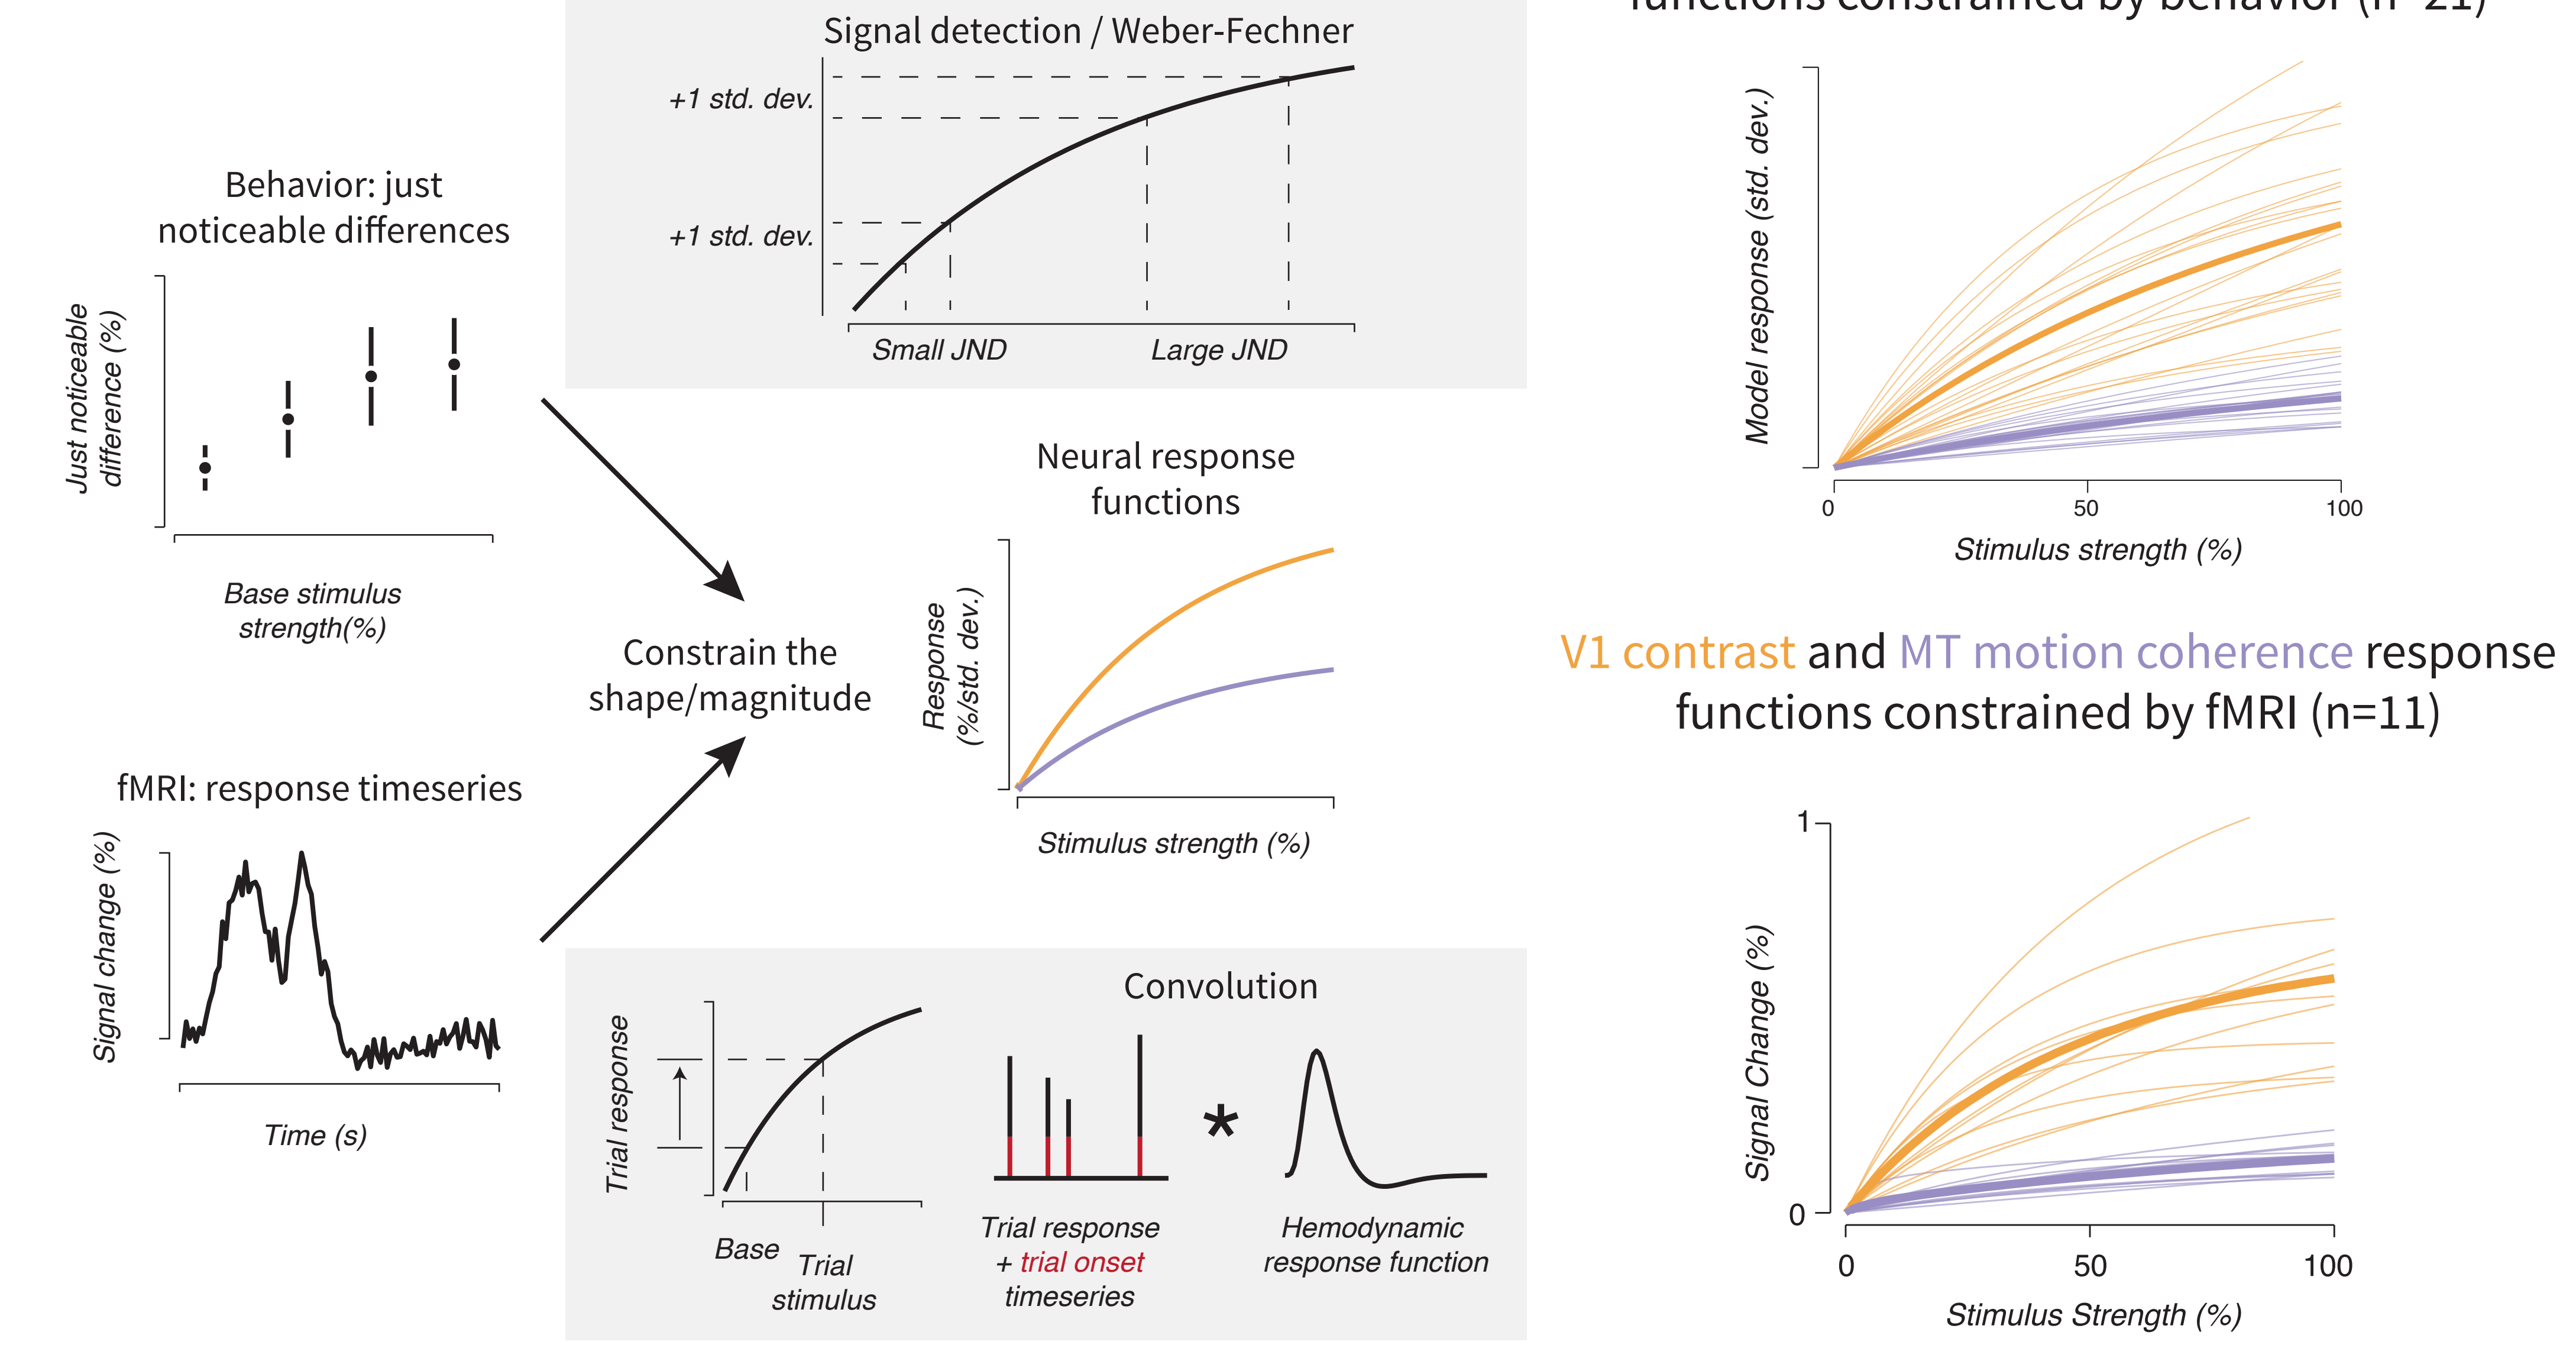 Signal detection / Weber-Fechner
+1 std. dev.
+1 std. dev.
Small JND
Large JND
Behavior: just
noticeable differences
Just noticeable
difference (%)
Base stimulus
strength(%)
Constrain the
shape/magnitude
Neural response
functions
Response
(%/std. dev.)
Stimulus strength (%)
fMRI: response timeseries
Signal change (%)
Time (s)
Convolution
Trial response
Base
Trial
stimulus
Trial response
+ trial onset
timeseries
*
Hemodynamic
response function
functions constrained by behavior (n=21)
Model response (std. dev.)
0
50
100
Stimulus strength (%)
V1 contrast and MT motion coherence response
functions constrained by fMRI (n=11)
Signal Change (%)
1
0
0
50
100
Stimulus Strength (%)